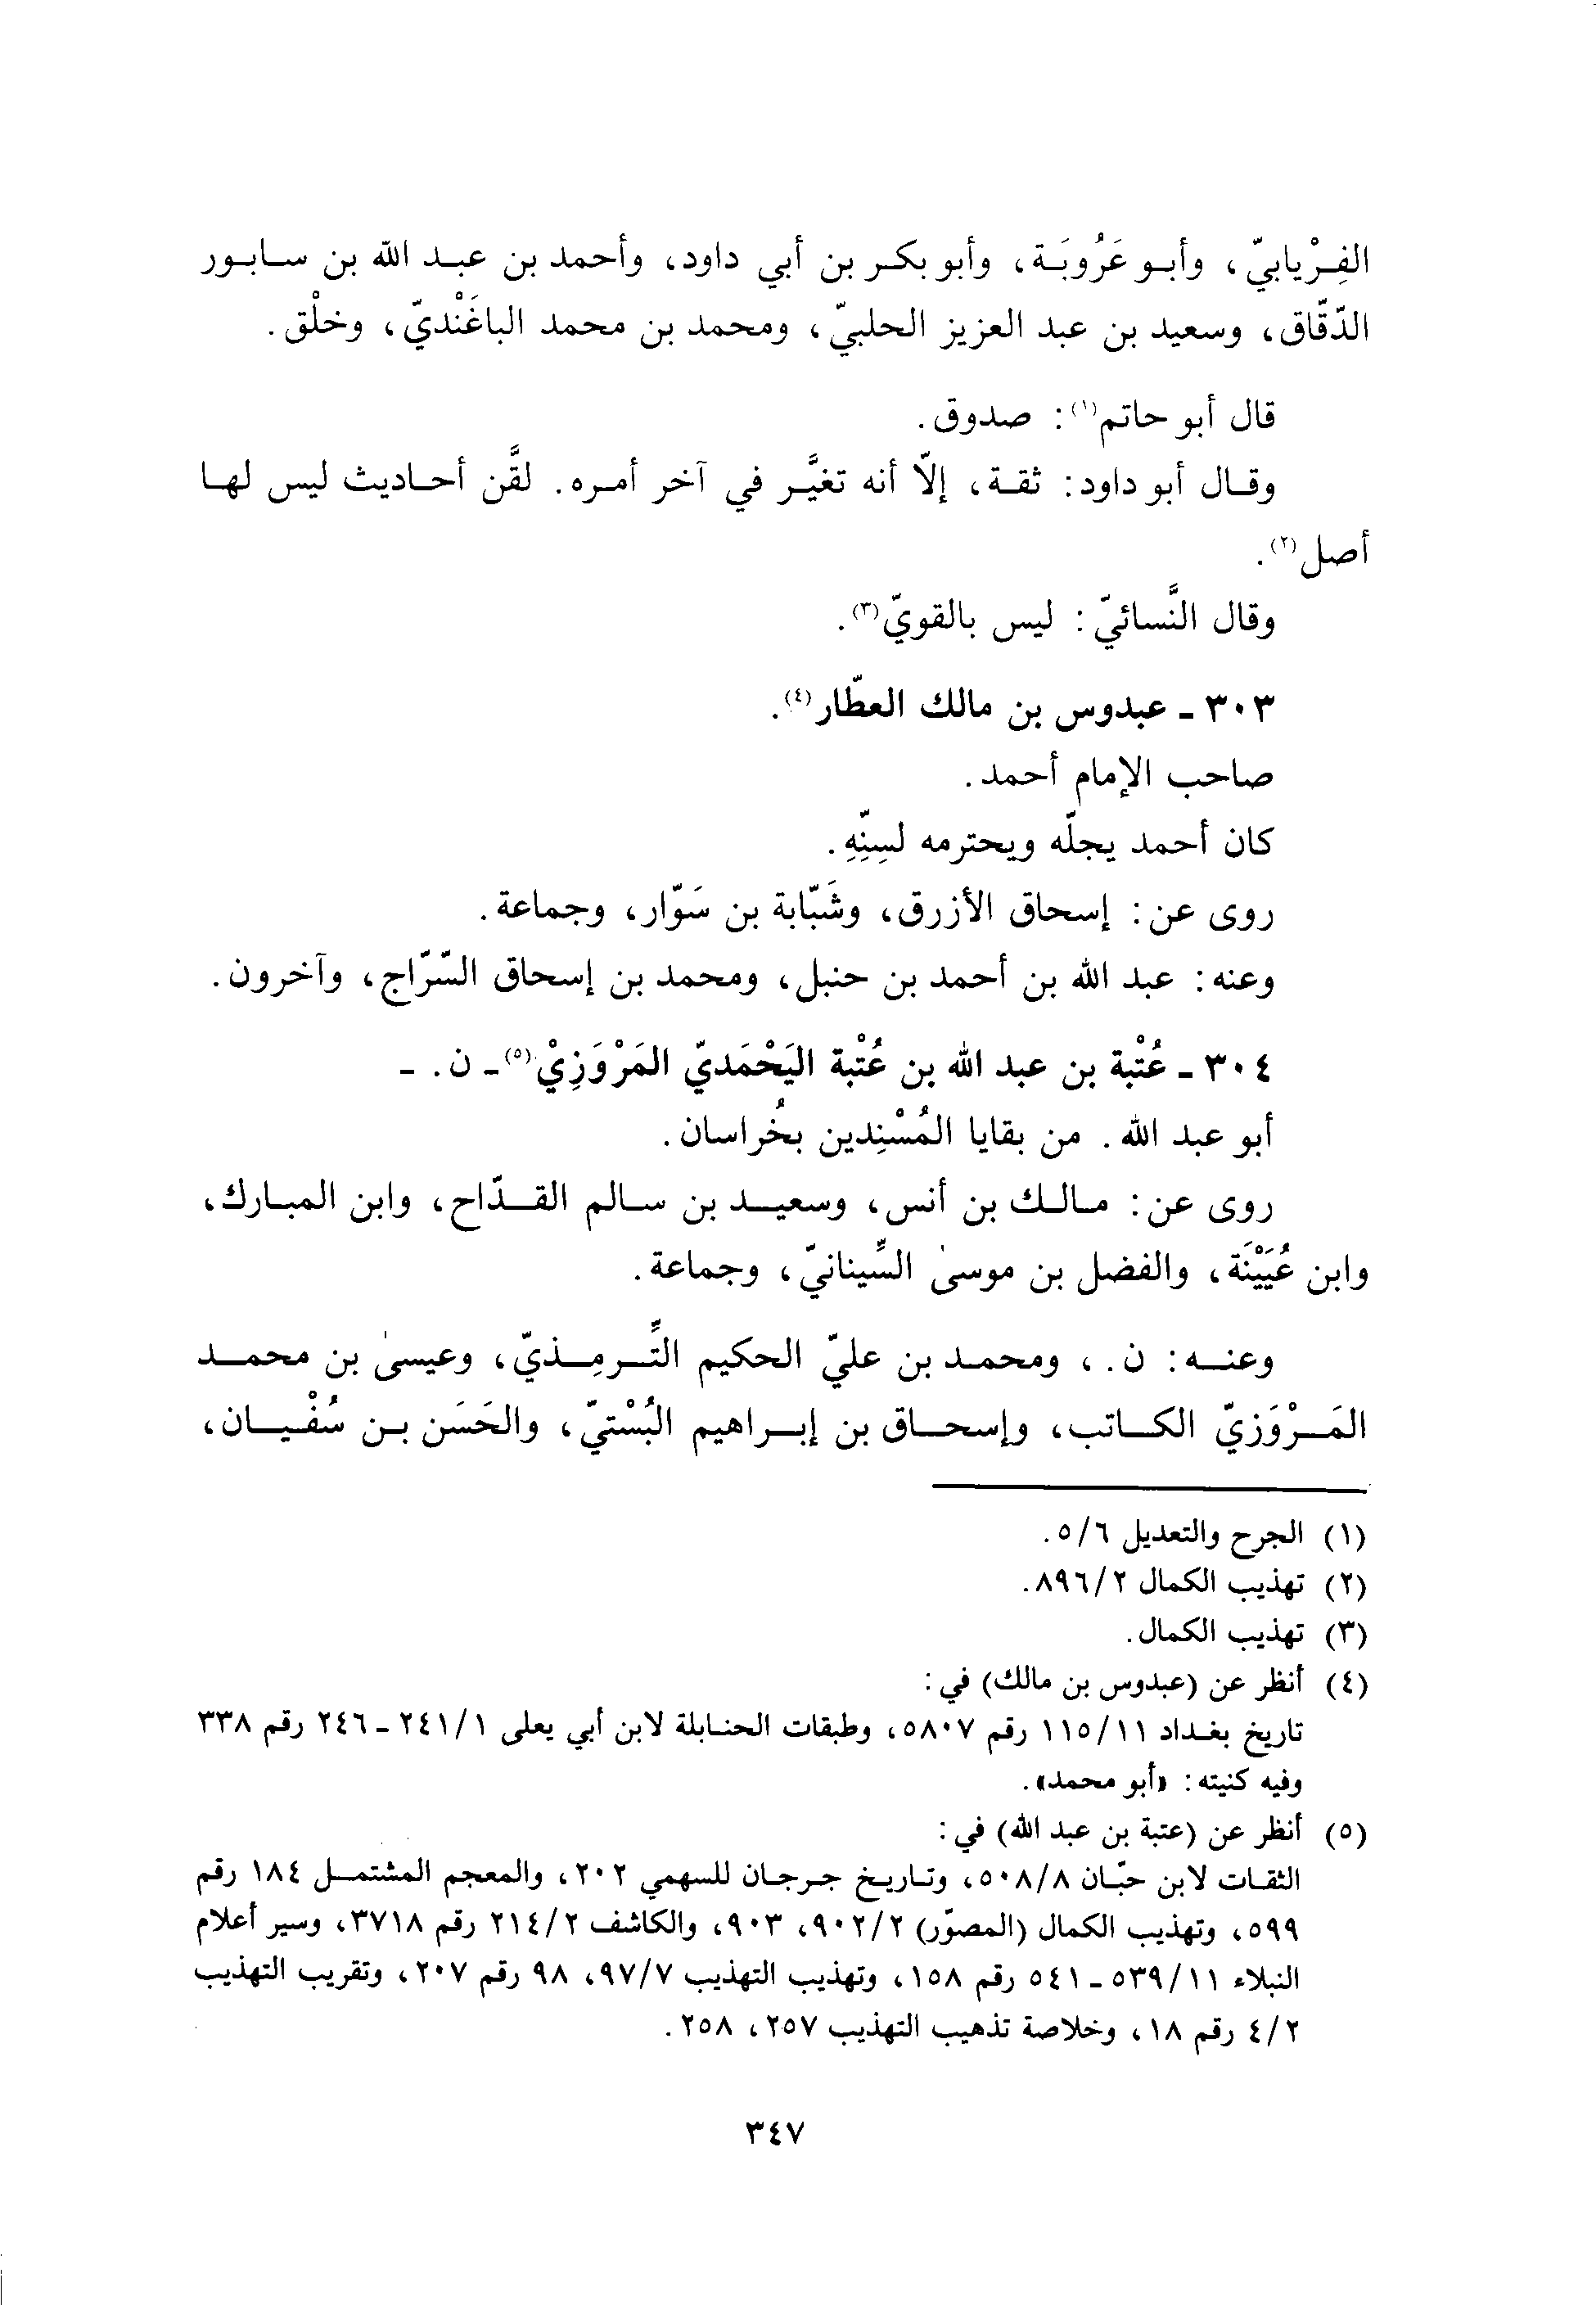 الفِرْيابيّ، وأبو عَرُوبَة، وأبو بكر بن أبي داود، وأحمد بن عبد الله بن سابور
الدّقّاق، وسعيد بن عبد العزيز الحلبيّ، ومحمد بن محمد الباغَنْديّ، وخلْق.
قال أبو حاتم(١): صدوق.
وقال أبو داود: ثقة، إلّا أنه تغيَّر في آخر أمره. لقَّن أحاديث ليس لها
أصل(٢).
وقال النَّسائيّ: ليس بالقويّ(٣).
٣٠٣ ـ عبدوس بن مالك العطّار(٤).
صاحب الإمام أحمد.
كان أحمد يجلّه ويحترمه لسِنِّهِ.
روى عن: إسحاق الأزرق، وشَبّابة بن سَوّار، وجماعة.
وعنه: عبد الله بن أحمد بن حنبل، ومحمد بن إسحاق السّرّاج، وآخرون.
٣٠٤ ـ عُتْبة بن عبد الله بن عُتْبة اليَحْمَديّ المَرْوَزِيْ(٥) ـ ن. ـ
أبو عبد الله. من بقايا المُسْنِدين بخُراسان.
روى عن: مالك بن أنس، وسعيد بن سالم القدّاح، وابن المبارك،
وابن عُيَيْنَة، والفضل بن موسىٰ السِّينانيّ، وجماعة.
وعنه: ن.، ومحمد بن عليّ الحكيم التِّرمِذيّ، وعيسىٰ بن محمد
المَرْوَزيّ الكاتب، وإسحاق بن إبراهيم البُسْتيّ، والحَسَن بن سُفْيان،
(١) الجرح والتعديل ٥/٦.
(٢) تهذيب الكمال ٨٩٦/٢.
(٣) تهذيب الكمال.
(٤) أنظر عن (عبدوس بن مالك) في:
تاريخ بغداد ١١٥/١١ رقم ٥٨٠٧، وطبقات الحنابلة لابن أبي يعلى ٢٤١/١ ـ ٢٤٦ رقم ٣٣٨
وفيه كنيته: «أبو محمد».
(٥) أنظر عن (عتبة بن عبد الله) في:
الثقات لابن حبّان ٥٠٨/٨، وتاريخ جرجان للسهمي ٢٠٢، والمعجم المشتمل ١٨٤ رقم
٥٩٩، وتهذيب الكمال (المصوّر) ٩٠٢/٢، ٩٠٣، والكاشف ٢١٤/٢ رقم ٣٧١٨، وسير أعلام
النبلاء ٥٣٩/١١ ـ ٥٤١ رقم ١٥٨، وتهذيب التهذيب ٩٧/٧، ٩٨ رقم ٢٠٧، وتقريب التهذيب
٤/٢ رقم ١٨، وخلاصة تذهيب التهذيب ٢٥٧، ٢٥٨.
٣٤٧